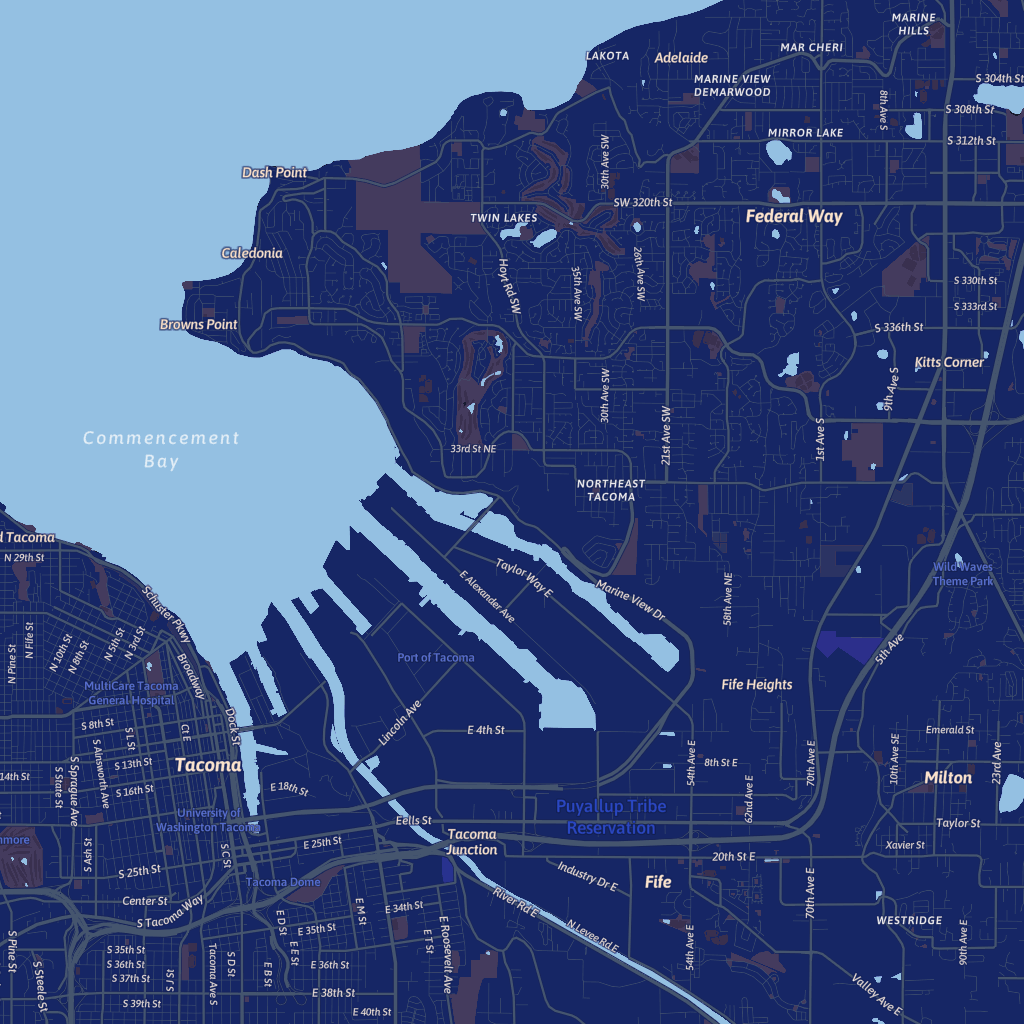 MARINE
HILLS
LAKOTA
Adelaide
MAR CHERI
MARINE VIEW
DEMARWOOD
S 304th St
8th Ave S
S 308th St
MIRROR LAKE
S 312th St
30th Ave SW
Dash Point
SW 320th St
TWIN LAKES
Federal Way
Caledonia
Hoyt Rd SW
35th Ave SW
26th Ave SW
S 330th St
S 333rd St
Browns Point
S 336th St
Kitts Corner
30th Ave SW
9th Ave S
21st Ave SW
1st Ave S
Commencement
Bay
33rd St NE
NORTHEAST
TACOMA
d Tacoma
N 29th St
Taylor Way E
E Alexander Ave
Marine View Dr
58th Ave NE
Wild Waves
Theme Park
Schuster Pkwy
N Pine St
N Fife St
N 10th St
N 8th St
N 5th St
N 3rd St
Broadway
Port of Tacoma
5th Ave
MultiCare Tacoma
General Hospital
Fife Heights
Dock St
S 8th St
S L St
Ct E
Lincoln Ave
E 4th St
Emerald St
S 13th St
Tacoma
S Ainsworth Ave
S Sprague Ave
S State St
14th St
S 16th St
E 18th St
54th Ave E
8th St E
70th Ave E
10th Ave SE
23rd Ave
Milton
62nd Ave E
Puyallup Tribe
Reservation
University of
Washington Tacoma
Eells St
Tacoma
Junction
Taylor St
nmore
S Ash St
S C St
E 25th St
Xavier St
20th St E
S 25th St
Tacoma Dome
Industry Dr E
Fife
Center St
S Tacoma Way
River Rd E
70th Ave E
E 34th St
E M St
E D St
E 35th St
N Levee Rd E
WESTRIDGE
S Pine St
S 35th St
S 36th St
S 37th St
S 39th St
S Steele St
S J St
Tacoma Ave S
S D St
E B St
E E St
E 36th St
E 38th St
E 40th St
E T St
E Roosevelt Ave
54th Ave E
90th Ave E
Valley Ave E